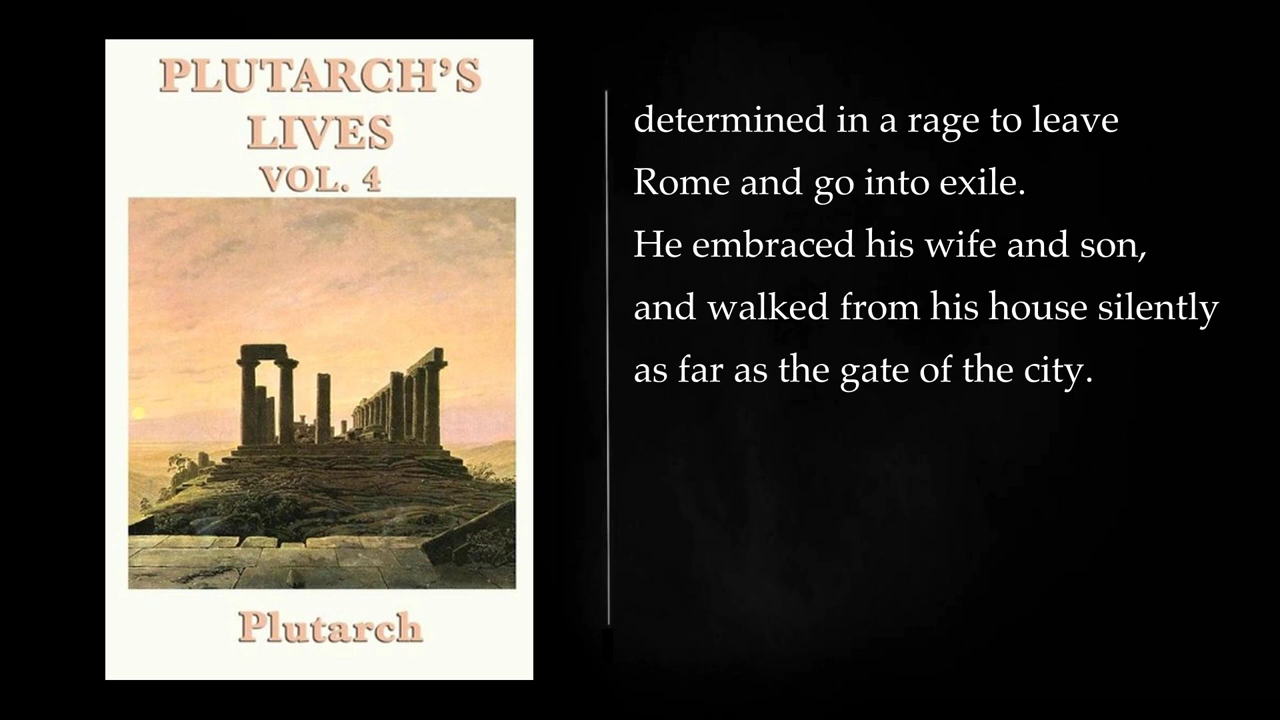 PLUTARCH'S
LIVES
VOL. 4
Plutarch
determined in a rage to leave
Rome and go into exile.
He embraced his wife and son,
and walked from his house silently
as far as the gate of the city.